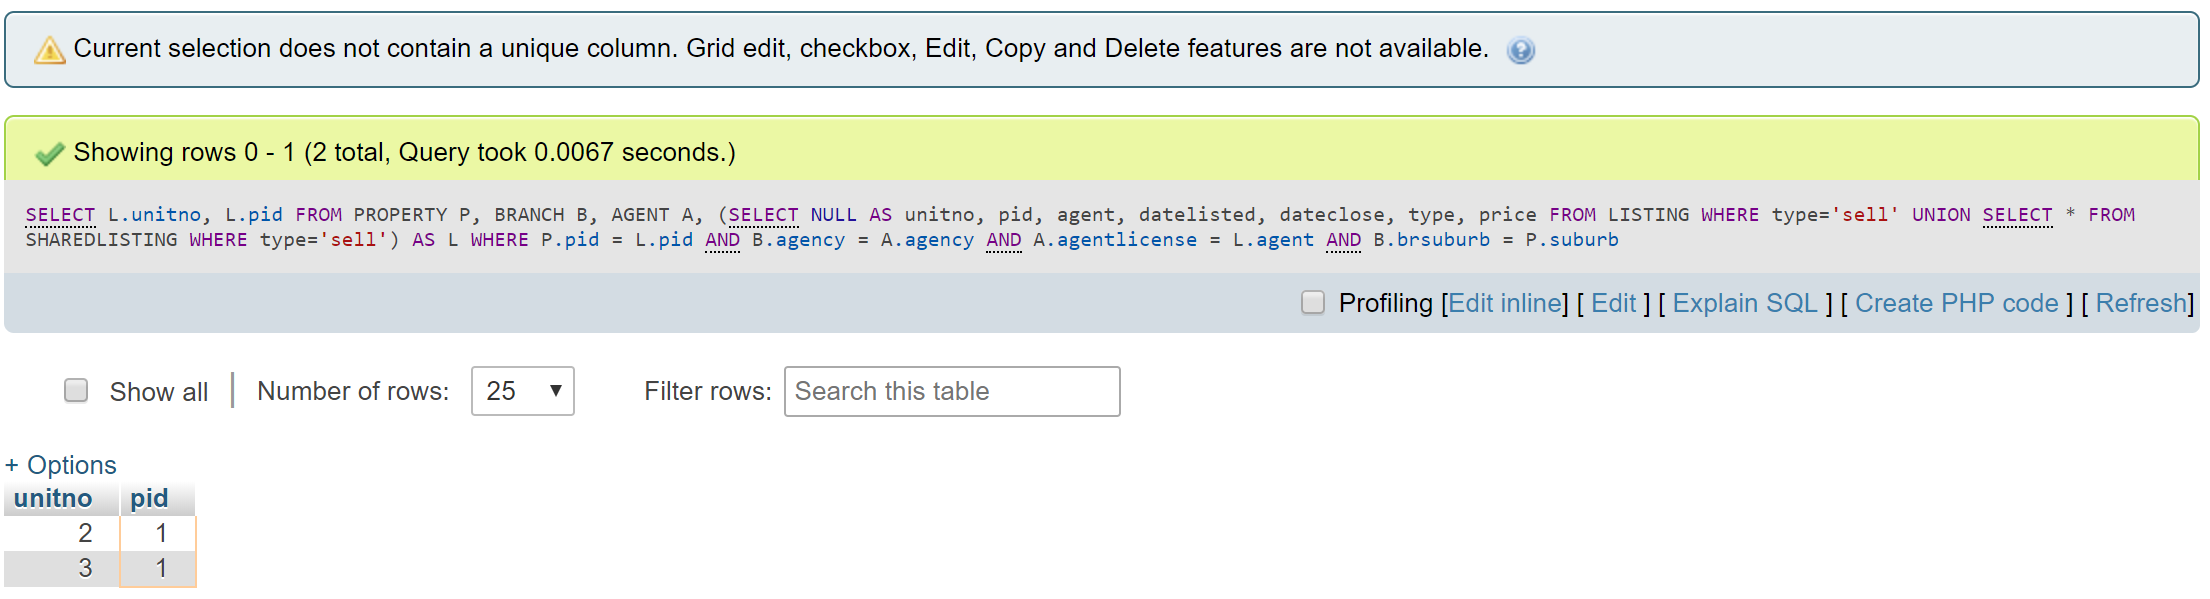 Current selection does not contain a unique column. Grid edit, checkbox, Edit, Copy and Delete features are not available.
Showing rows 0 - 1 (2 total, Query took 0.0067 seconds.)
SELECT L.unitno, L.pid FROM PROPERTY P, BRANCH B, AGENT A, (SELECT NULL AS unitno, pid, agent, datelisted, dateclose, type, price FROM LISTING WHERE type='sell' UNION SELECT * FROM
SHAREDLISTING WHERE type='sell') AS L WHERE P.pid = L.pid AND B.agency = A.agency AND A.agentlicense = L.agent AND B.brsuburb = P.suburb
Profiling [Edit inline] [ Edit ] [ Explain SQL ] [ Create PHP code ] [ Refresh]
Show all Number of rows: 25 Filter rows: Search this table
+ Options
unitno pid
2 1
3 1